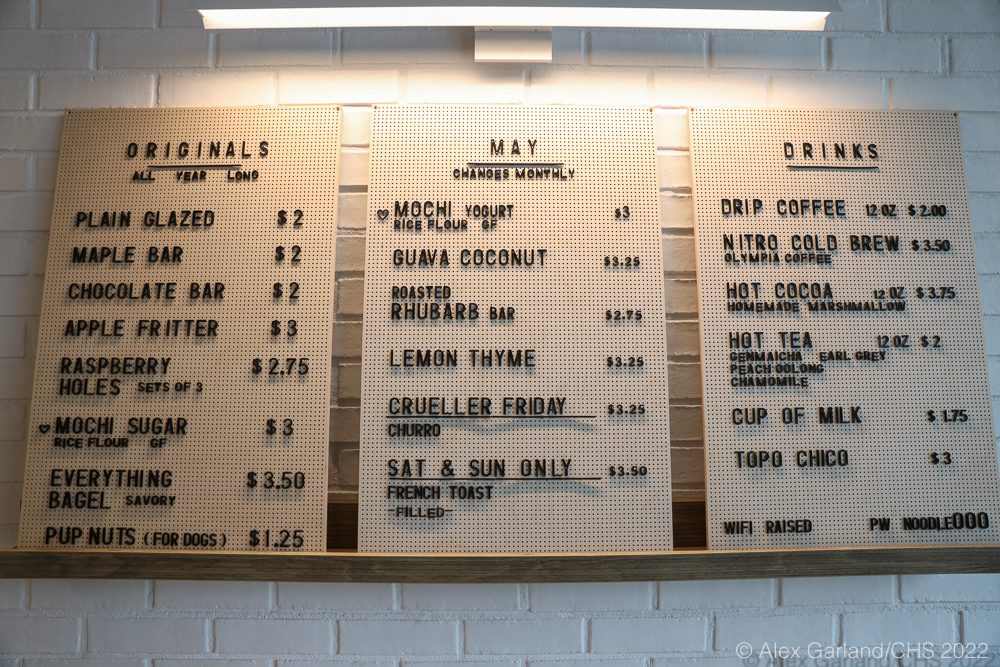 ORIGINALS
ALL YEAR LONG
PLAIN GLAZED $2
MAPLE BAR $2
CHOCOLATE BAR $2
APPLE FRITTER $3
RASPBERRY $2.75
HOLES SETS OF 3
MOCHI SUGAR $3
RICE FLOUR GF
EVERYTHING $3.50
BAGEL SAVORY
PUP NUTS (FOR DOGS) $1.25
MAY
CHANGES MONTHLY
MOCHI YOGURT $3
RICE FLOUR GF
GUAVA COCONUT $3.25
ROASTED
RHUBARB BAR $2.75
LEMON THYME $3.25
CRUELLER FRIDAY $3.25
CHURRO
SAT & SUN ONLY $3.50
FRENCH TOAST
-FILLED-
DRINKS
DRIP COFFEE 12OZ $2.00
NITRO COLD BREW $3.50
OLYMPIA COFFEE
HOT COCOA 12OZ $3.75
HOMEMADE MARSHMALLOW
HOT TEA 12OZ $2
GENMAICHA EARL GREY
PEACH OOLONG
CHAMOMILE
CUP OF MILK $1.75
TOPO CHICO $3
WIFI RAISED PW NOODLE000
© Alex Garland/CHS 2022